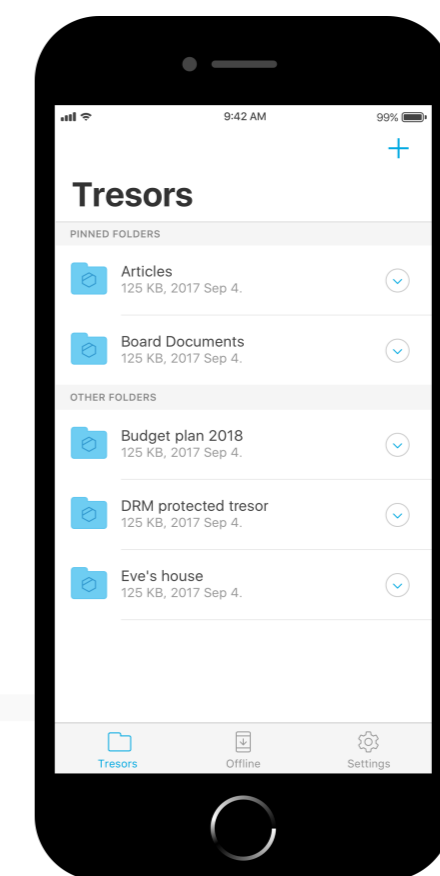 9:42 AM
99%
Tresors
PINNED FOLDERS
Articles
125 KB, 2017 Sep 4.
Board Documents
125 KB, 2017 Sep 4.
OTHER FOLDERS
Budget plan 2018
125 KB, 2017 Sep 4.
DRM protected tresor
125 KB, 2017 Sep 4.
Eve's house
125 KB, 2017 Sep 4.
Tresors
Offline
Settings